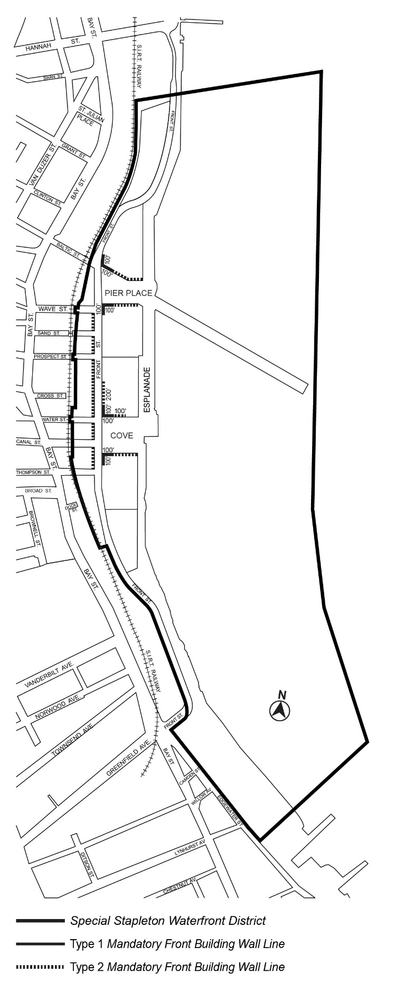 BAY ST.
HANNAH ST.
S.I.R.T. RAILWAY
SWAN ST.
ST. JULIAN
PLACE
FRONT ST.
GRANT ST.
VAN DUZER ST.
BAY ST.
CLINTON ST.
FRONT ST.
BALTIC ST.
100'
100'
PIER PLACE
WAVE ST.
100'
100'
BAY ST.
SAND ST.
FRONT ST.
PROSPECT ST.
ESPLANADE
CROSS ST.
200'
100'
100'
WATER ST.
100'
COVE
CANAL ST.
BAY ST.
100'
100'
THOMPSON ST.
BROAD ST.
DOCK
ST.
BROWNELL ST.
BAY ST.
FRONT ST.
S.I.R.T. RAILWAY
VANDERBILT AVE.
N
NORWOOD AVE.
FRONT ST.
TOWNSEND AVE.
GREENFIELD AVE.
BAY ST
CAMDEN ST
WILLOW AV
EDGEWATER ST
LYNHURST AV
DITSON ST
CHESTNUT AV
Special Stapleton Waterfront District
Type 1 Mandatory Front Building Wall Line
Type 2 Mandatory Front Building Wall Line